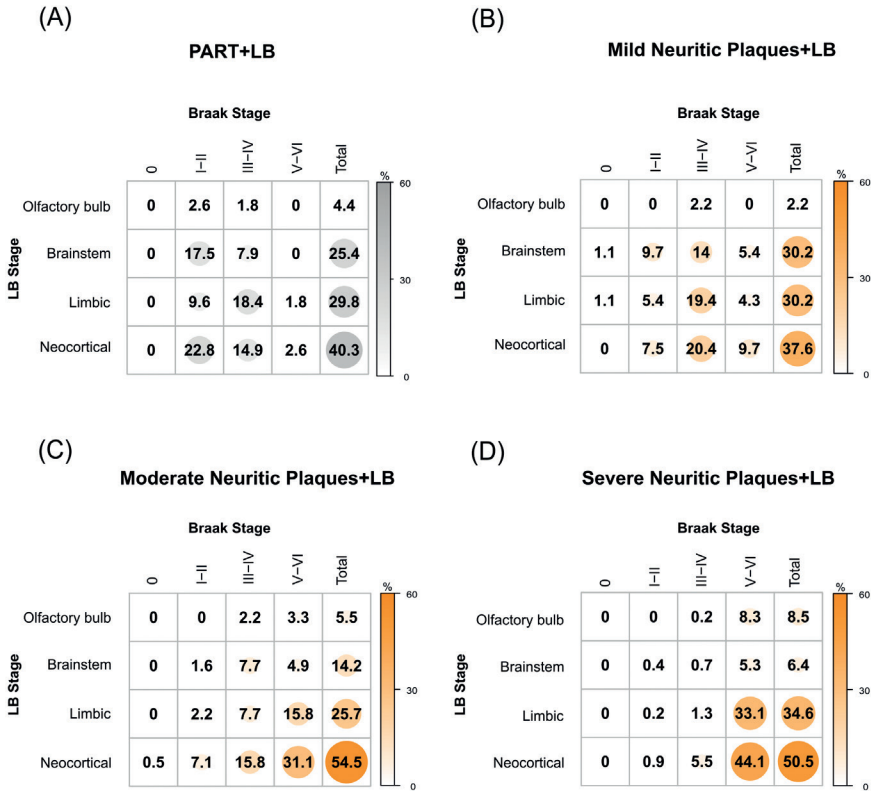 (A)
PART+LB
Braak Stage
0 I–II III–IV V–VI Total
%
Olfactory bulb 0 2.6 1.8 0 4.4
Brainstem 0 17.5 7.9 0 25.4
Limbic 0 9.6 18.4 1.8 29.8
Neocortical 0 22.8 14.9 2.6 40.3
LB Stage
60
30
0
(B)
Mild Neuritic Plaques+LB
Braak Stage
0 I–II III–IV V–VI Total
%
Olfactory bulb 0 0 2.2 0 2.2
Brainstem 1.1 9.7 14 5.4 30.2
Limbic 1.1 5.4 19.4 4.3 30.2
Neocortical 0 7.5 20.4 9.7 37.6
LB Stage
60
30
0
(C)
Moderate Neuritic Plaques+LB
Braak Stage
0 I–II III–IV V–VI Total
%
Olfactory bulb 0 0 2.2 3.3 5.5
Brainstem 0 1.6 7.7 4.9 14.2
Limbic 0 2.2 7.7 15.8 25.7
Neocortical 0.5 7.1 15.8 31.1 54.5
LB Stage
60
30
0
(D)
Severe Neuritic Plaques+LB
Braak Stage
0 I–II III–IV V–VI Total
%
Olfactory bulb 0 0 0.2 8.3 8.5
Brainstem 0 0.4 0.7 5.3 6.4
Limbic 0 0.2 1.3 33.1 34.6
Neocortical 0 0.9 5.5 44.1 50.5
LB Stage
60
30
0